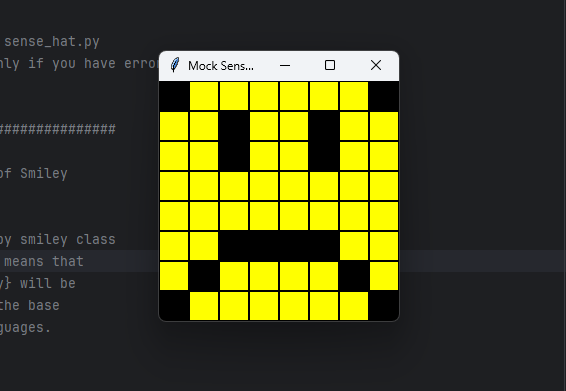 sense_hat.py
nly if you have erro
Mock Sens...
###############
of Smiley
by smiley class
means that
y} will be
the base
guages.